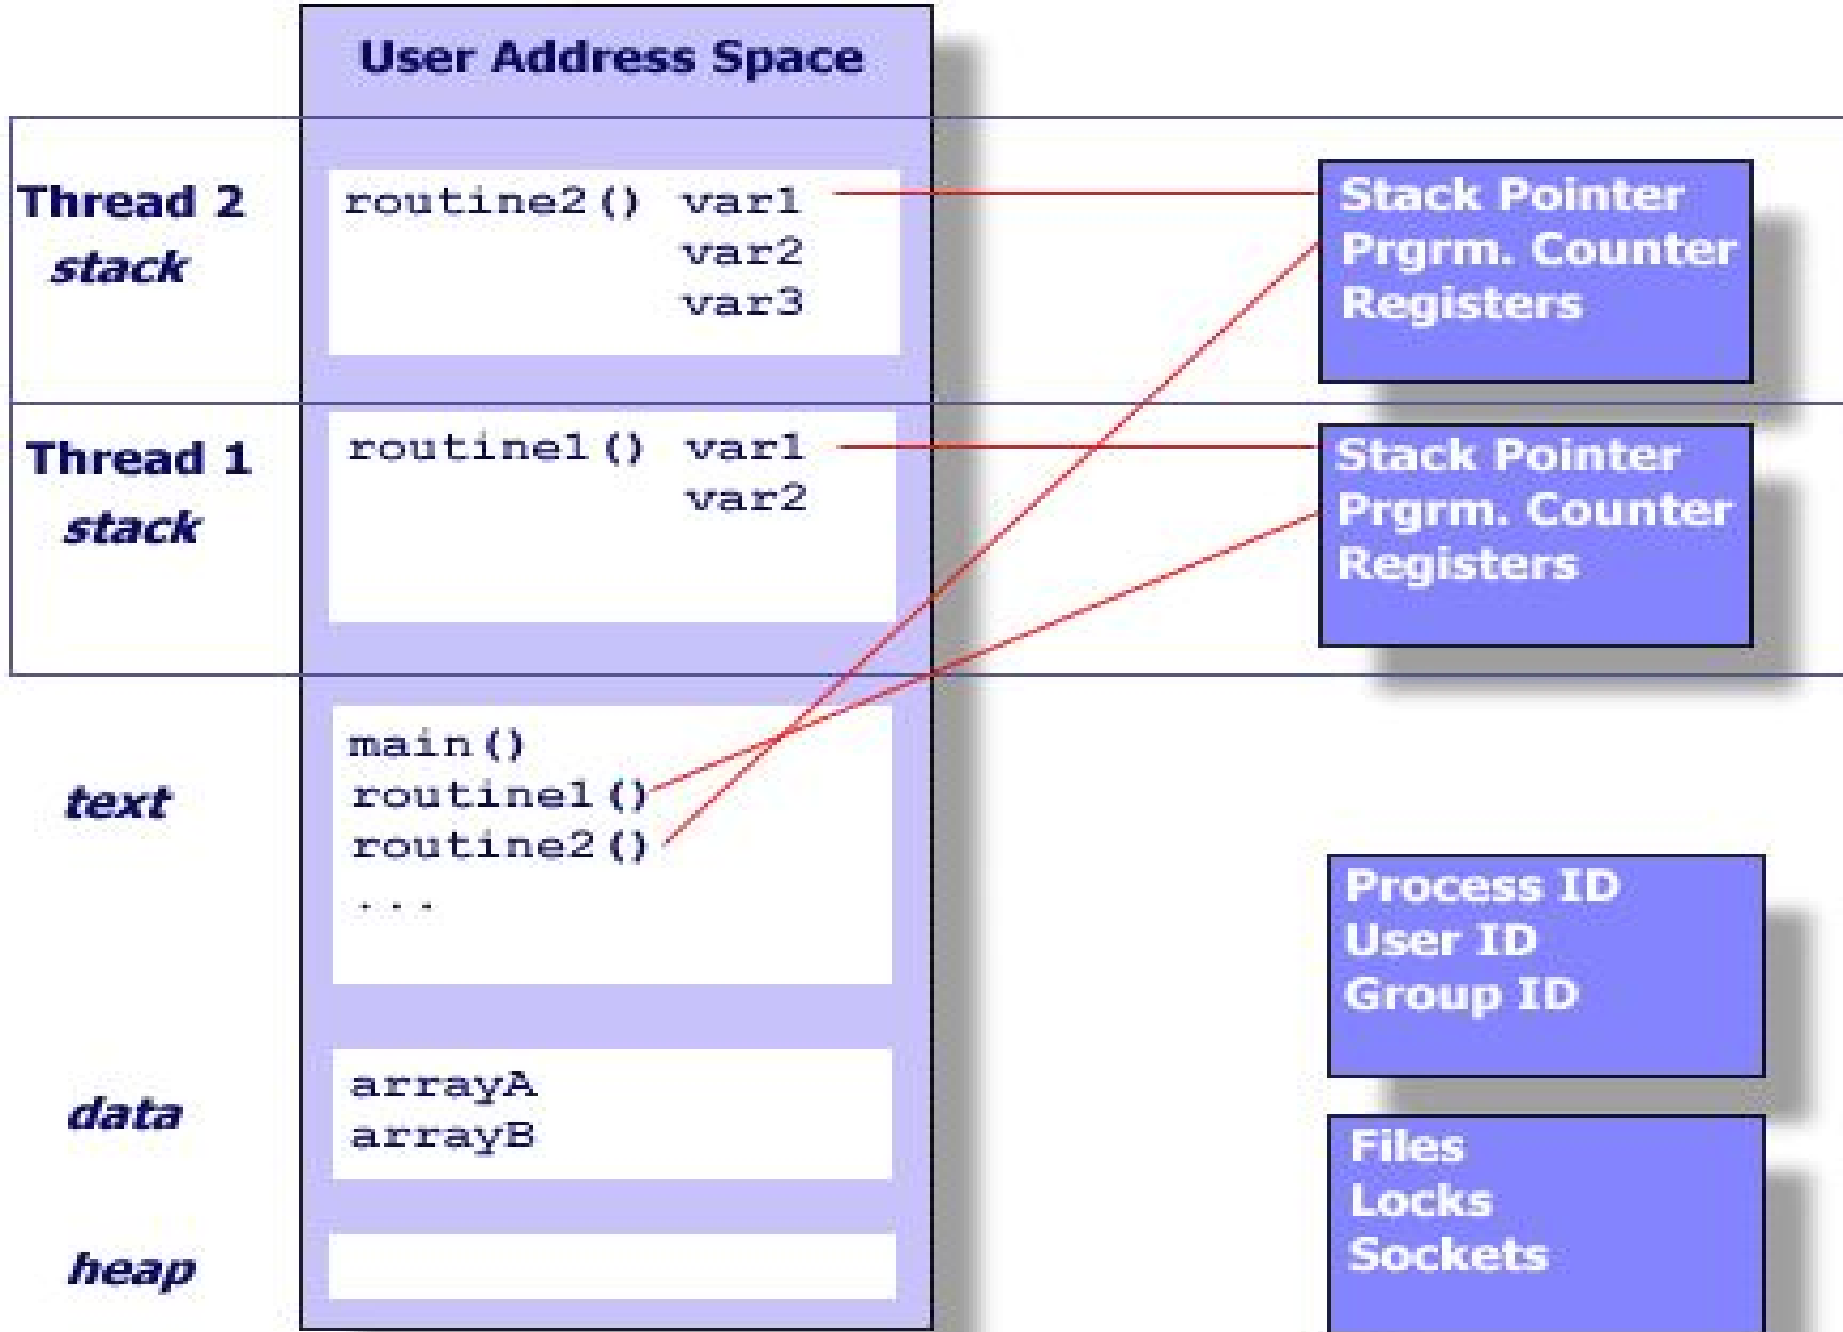 User Address Space
Thread 2
stack
routine2() var1
var2
var3
Stack Pointer
Prgrm. Counter
Registers
Thread 1
stack
routine1() var1
var2
Stack Pointer
Prgrm. Counter
Registers
text
main()
routine1()
routine2()
...
Process ID
User ID
Group ID
data
arrayA
arrayB
Files
Locks
Sockets
heap